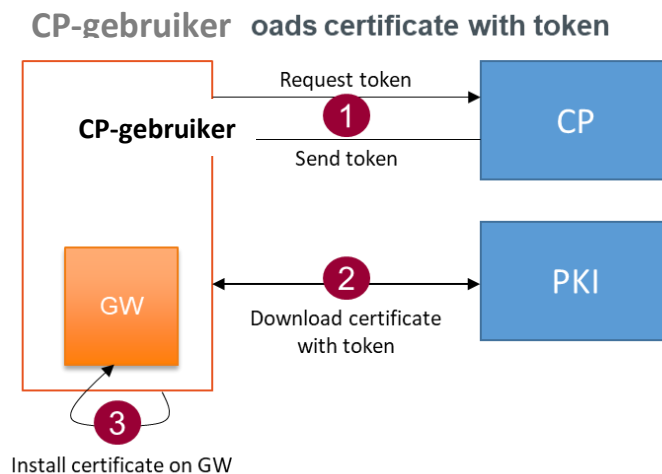 CP-gebruiker oads certificate with token
Request token
1
CP
CP-gebruiker
Send token
2
PKI
GW
Download certificate
with token
3
Install certificate on GW